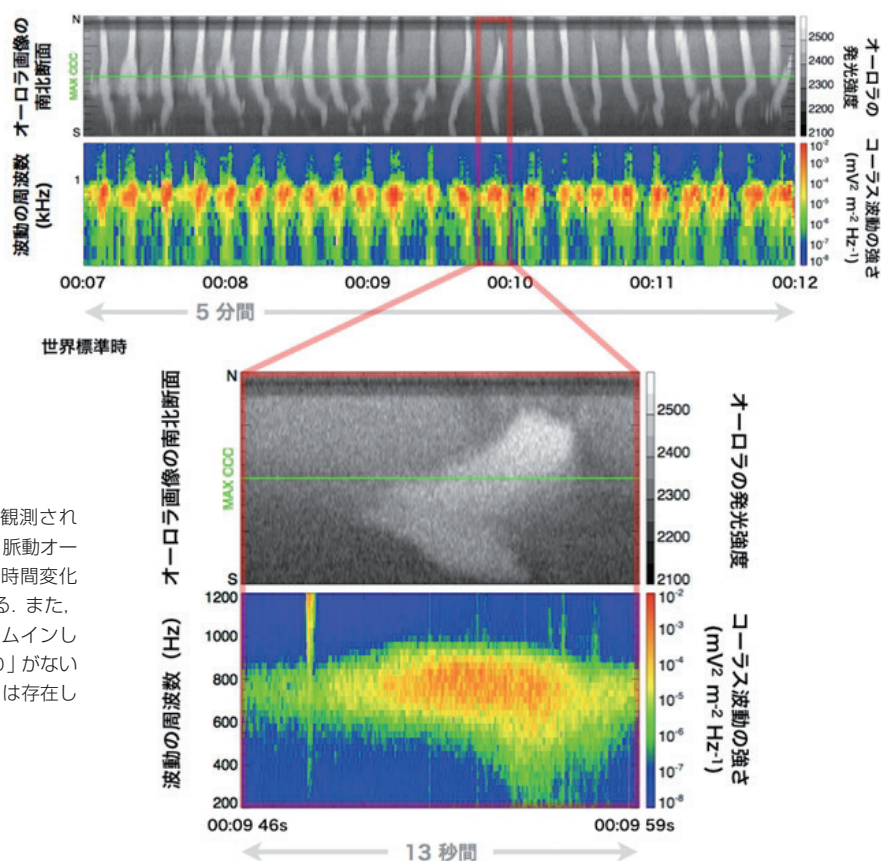 N
オーロラ画像の
南北断面
MAX CCC
S
2500
2400
2300
2200
2100
オーロラの
発光強度
波動の周波数
(kHz)
1
10-2
10-3
10-4
10-5
10-6
10-7
10-8
コーラス波動の強さ
(mV2 m-2 Hz-1)
00:07 00:08 00:09 00:10 00:11 00:12
5 分間
世界標準時
N
オーロラ画像の南北断面
MAX CCC
S
2500
2400
2300
2200
2100
オーロラの発光強度
観測され
脈動オー
時間変化
る. また,
ムインし
」がない
は存在し
波動の周波数 (Hz)
1200
1000
800
600
400
200
10-2
10-3
10-4
10-5
10-6
10-7
10-8
コーラス波動の強さ
(mV2 m-2 Hz-1)
00:09 46s 00:09 59s
13 秒間